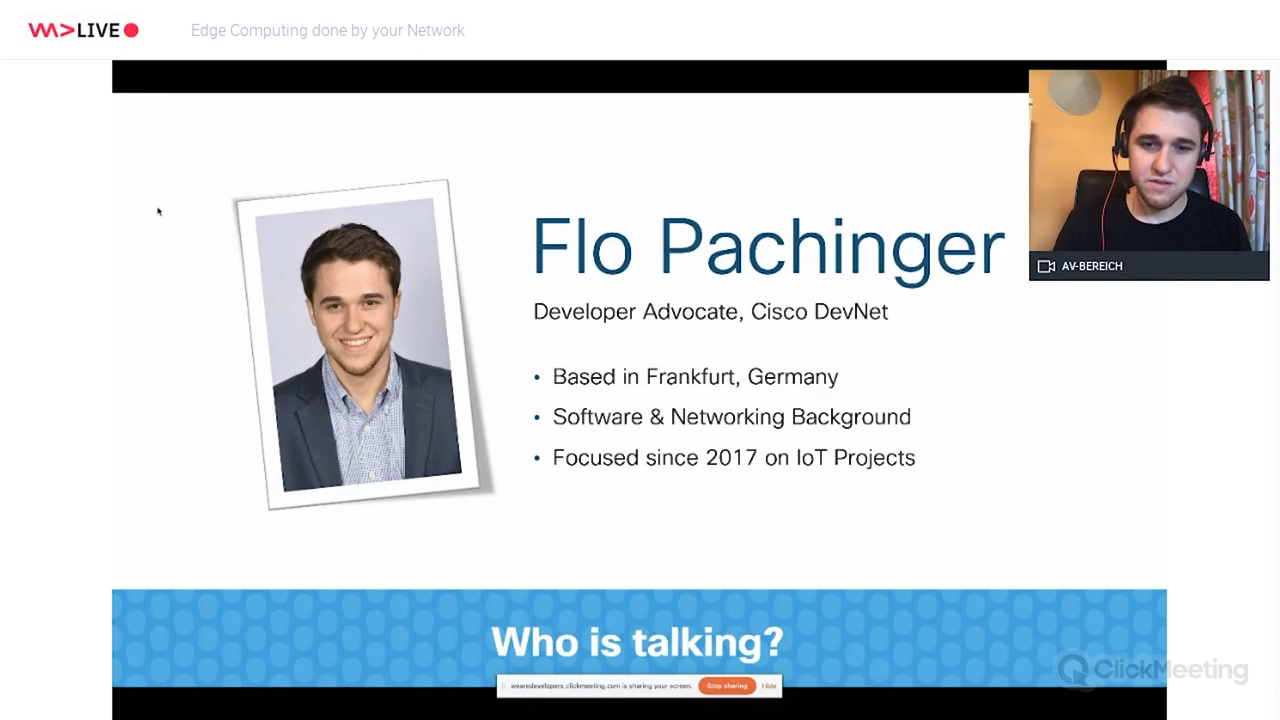 WA>LIVE
Edge Computing done by your Network
Flo Pachinger
Developer Advocate, Cisco DevNet
• Based in Frankfurt, Germany
• Software & Networking Background
• Focused since 2017 on IoT Projects
AV-BEREICH
Who is talking?
ClickMeeting
wearedevelopers.clickmeeting.com is sharing your screen. Stop sharing Hide